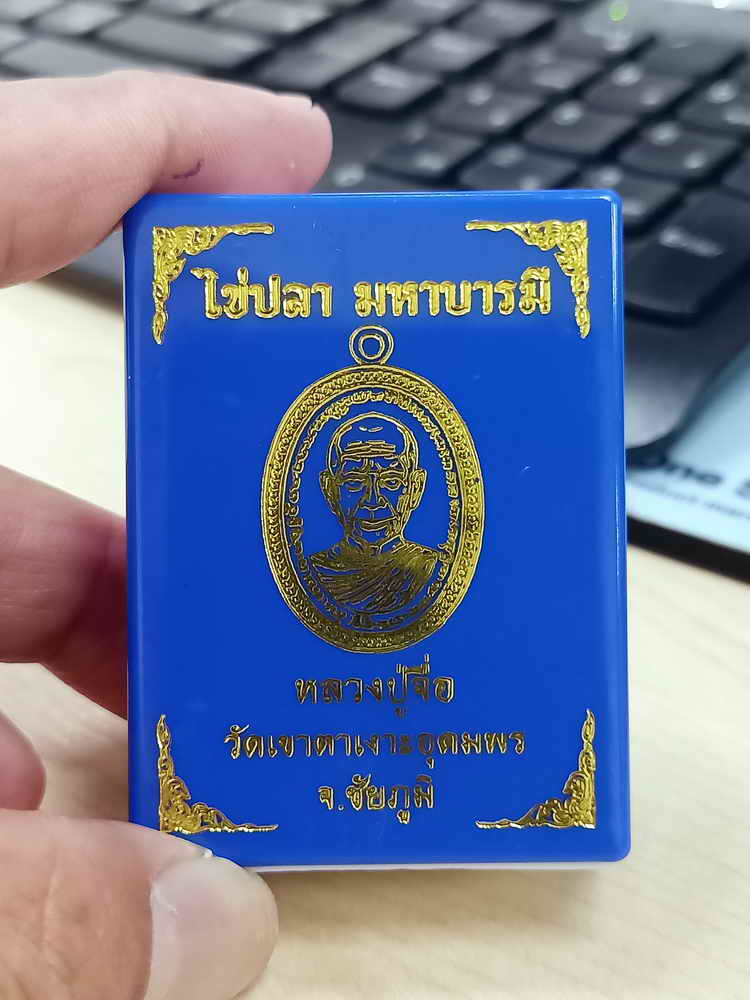 ไข่ปลา มหาบารมี
หลวงปู่จื่อ
วัดเขาตาเงาะอุดมพร
จ.ชัยภูมิ